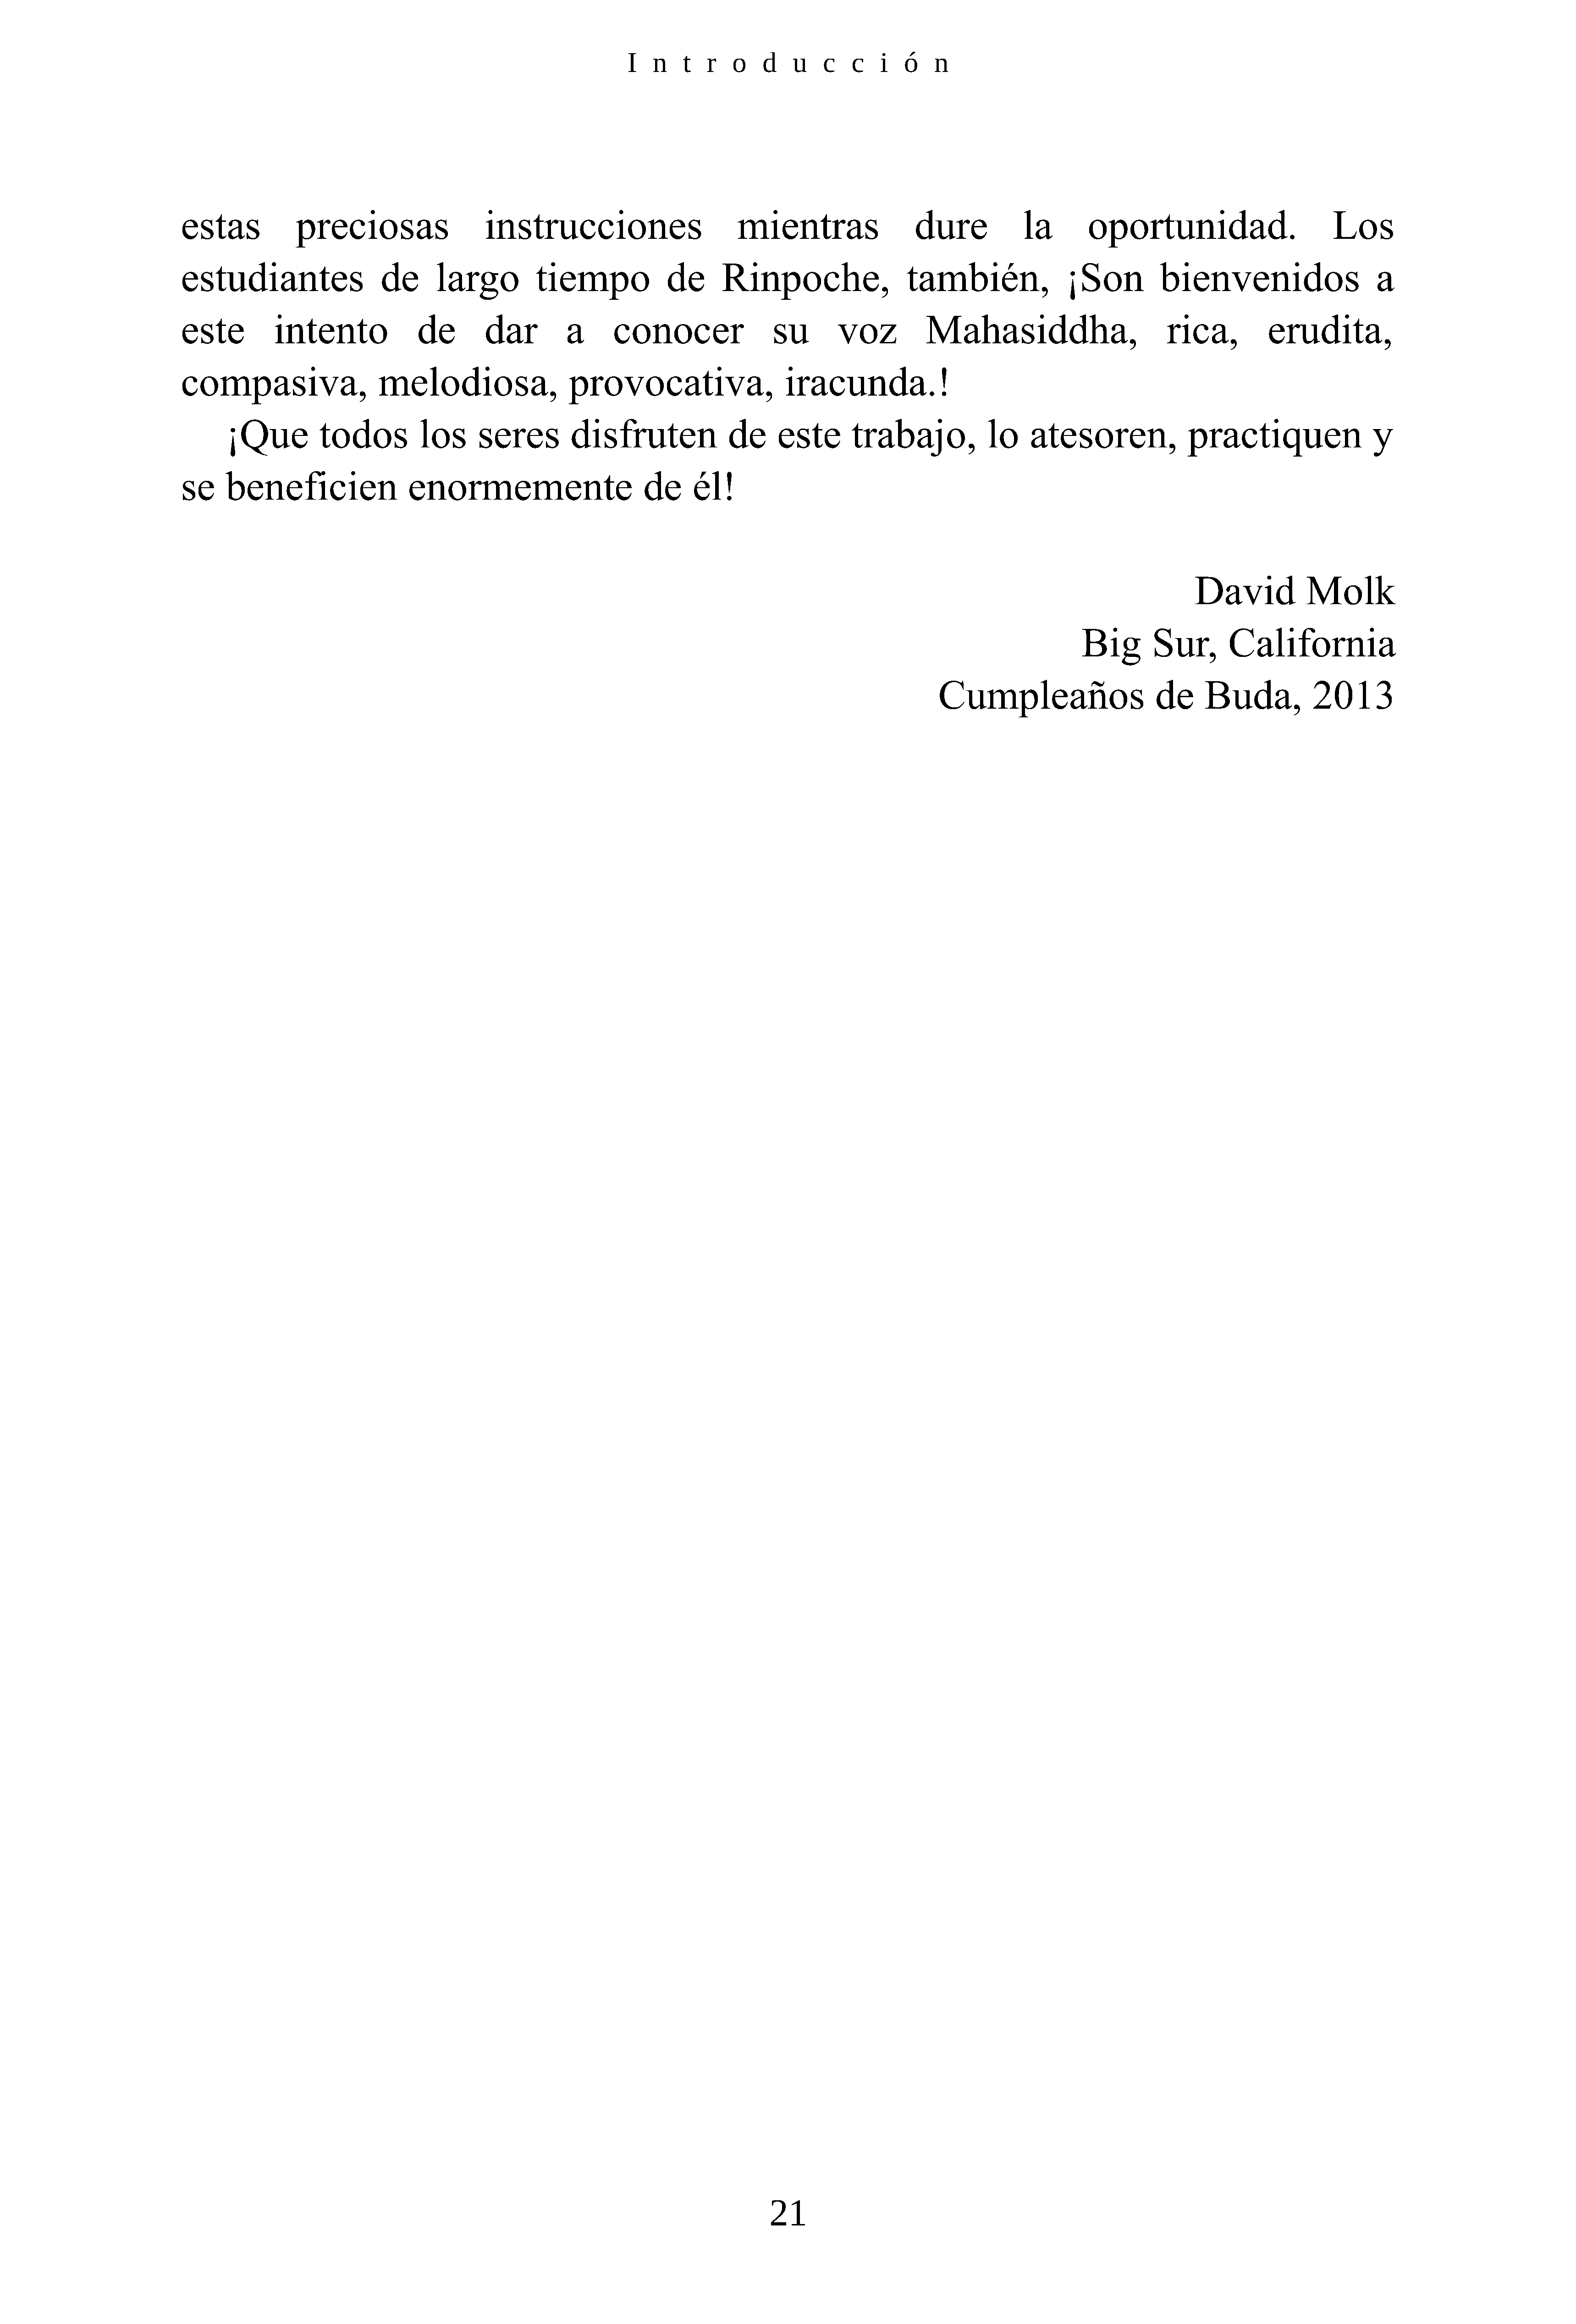 Introducción
estas preciosas instrucciones mientras dure la oportunidad. Los
estudiantes de largo tiempo de Rinpoche, también, ¡Son bienvenidos a
este intento de dar a conocer su voz Mahasiddha, rica, erudita,
compasiva, melodiosa, provocativa, iracunda.!
¡Que todos los seres disfruten de este trabajo, lo atesoren, practiquen y
se beneficien enormemente de él!
David Molk
Big Sur, California
Cumpleaños de Buda, 2013
21